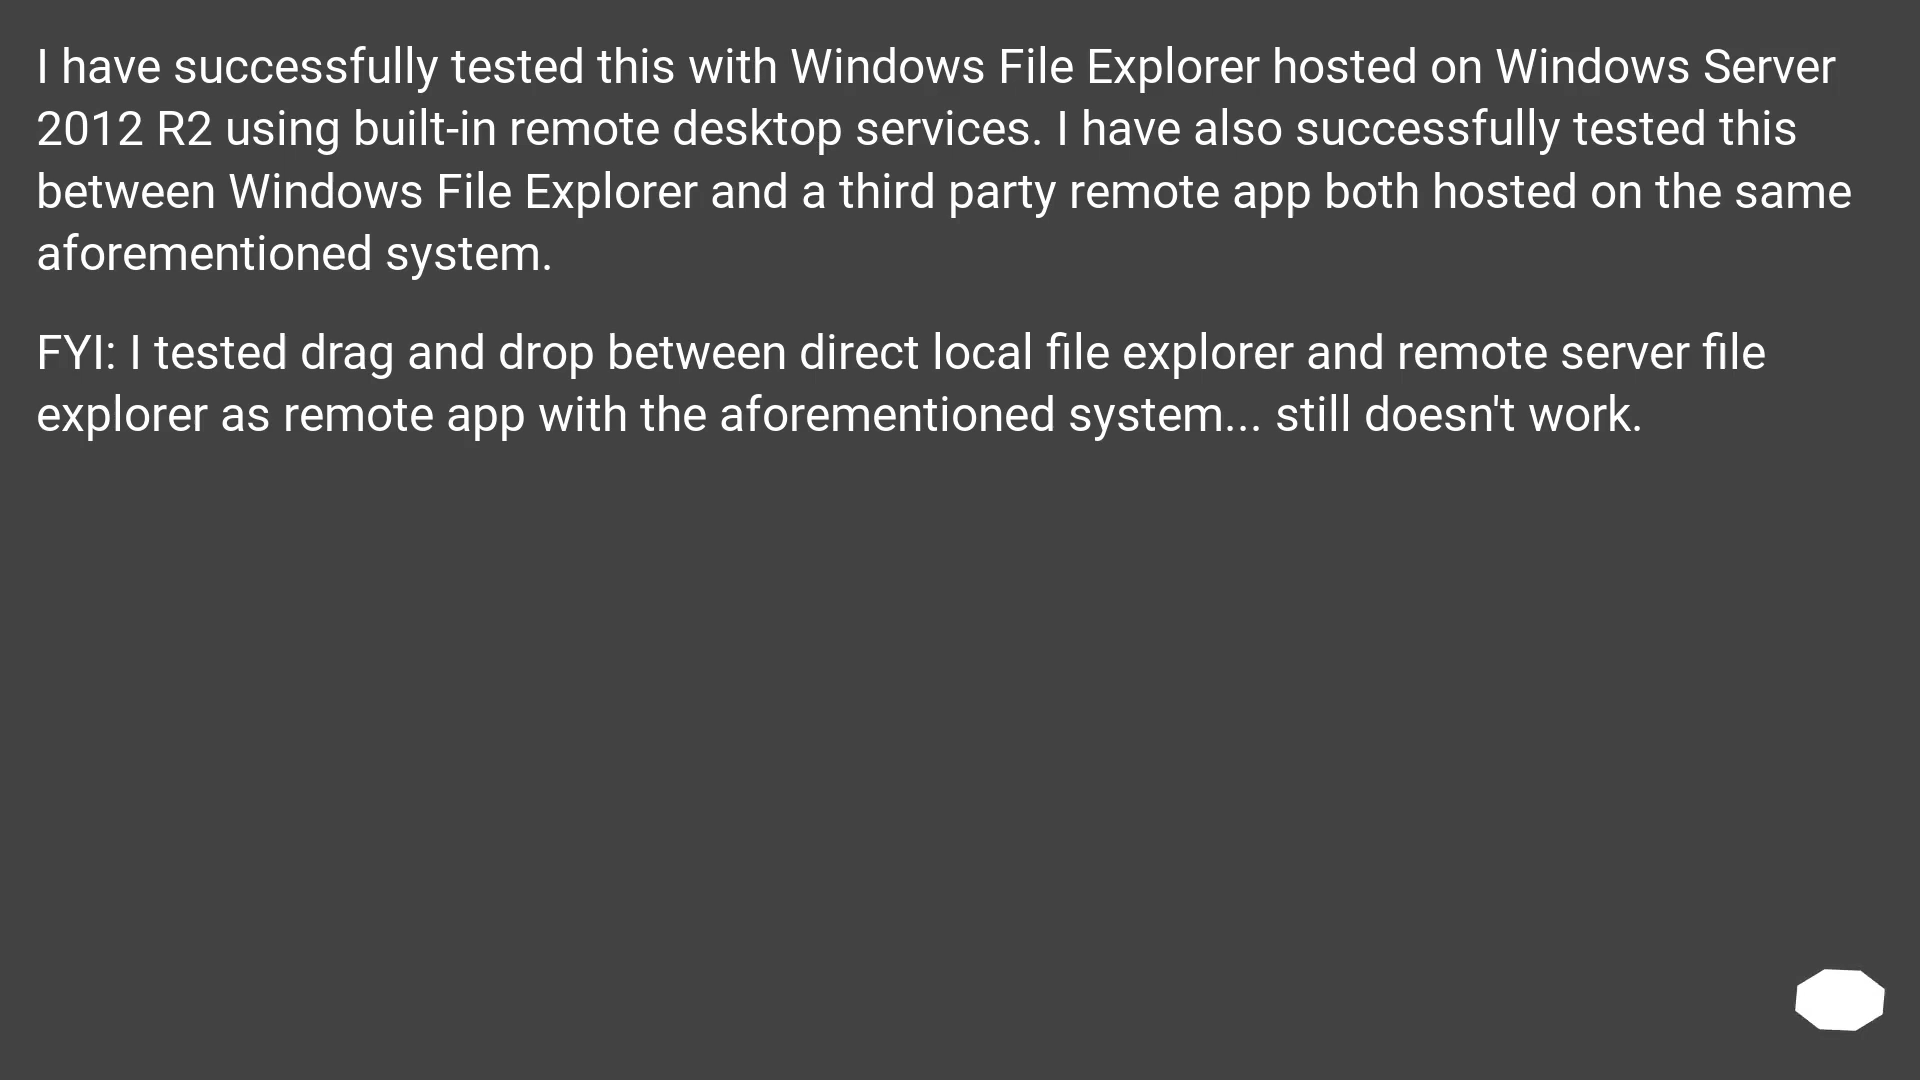 I have successfully tested this with Windows File Explorer hosted on Windows Server
2012 R2 using built-in remote desktop services. I have also successfully tested this
between Windows File Explorer and a third party remote app both hosted on the same
aforementioned system.
FYI: I tested drag and drop between direct local file explorer and remote server file
explorer as remote app with the aforementioned system... still doesn't work.